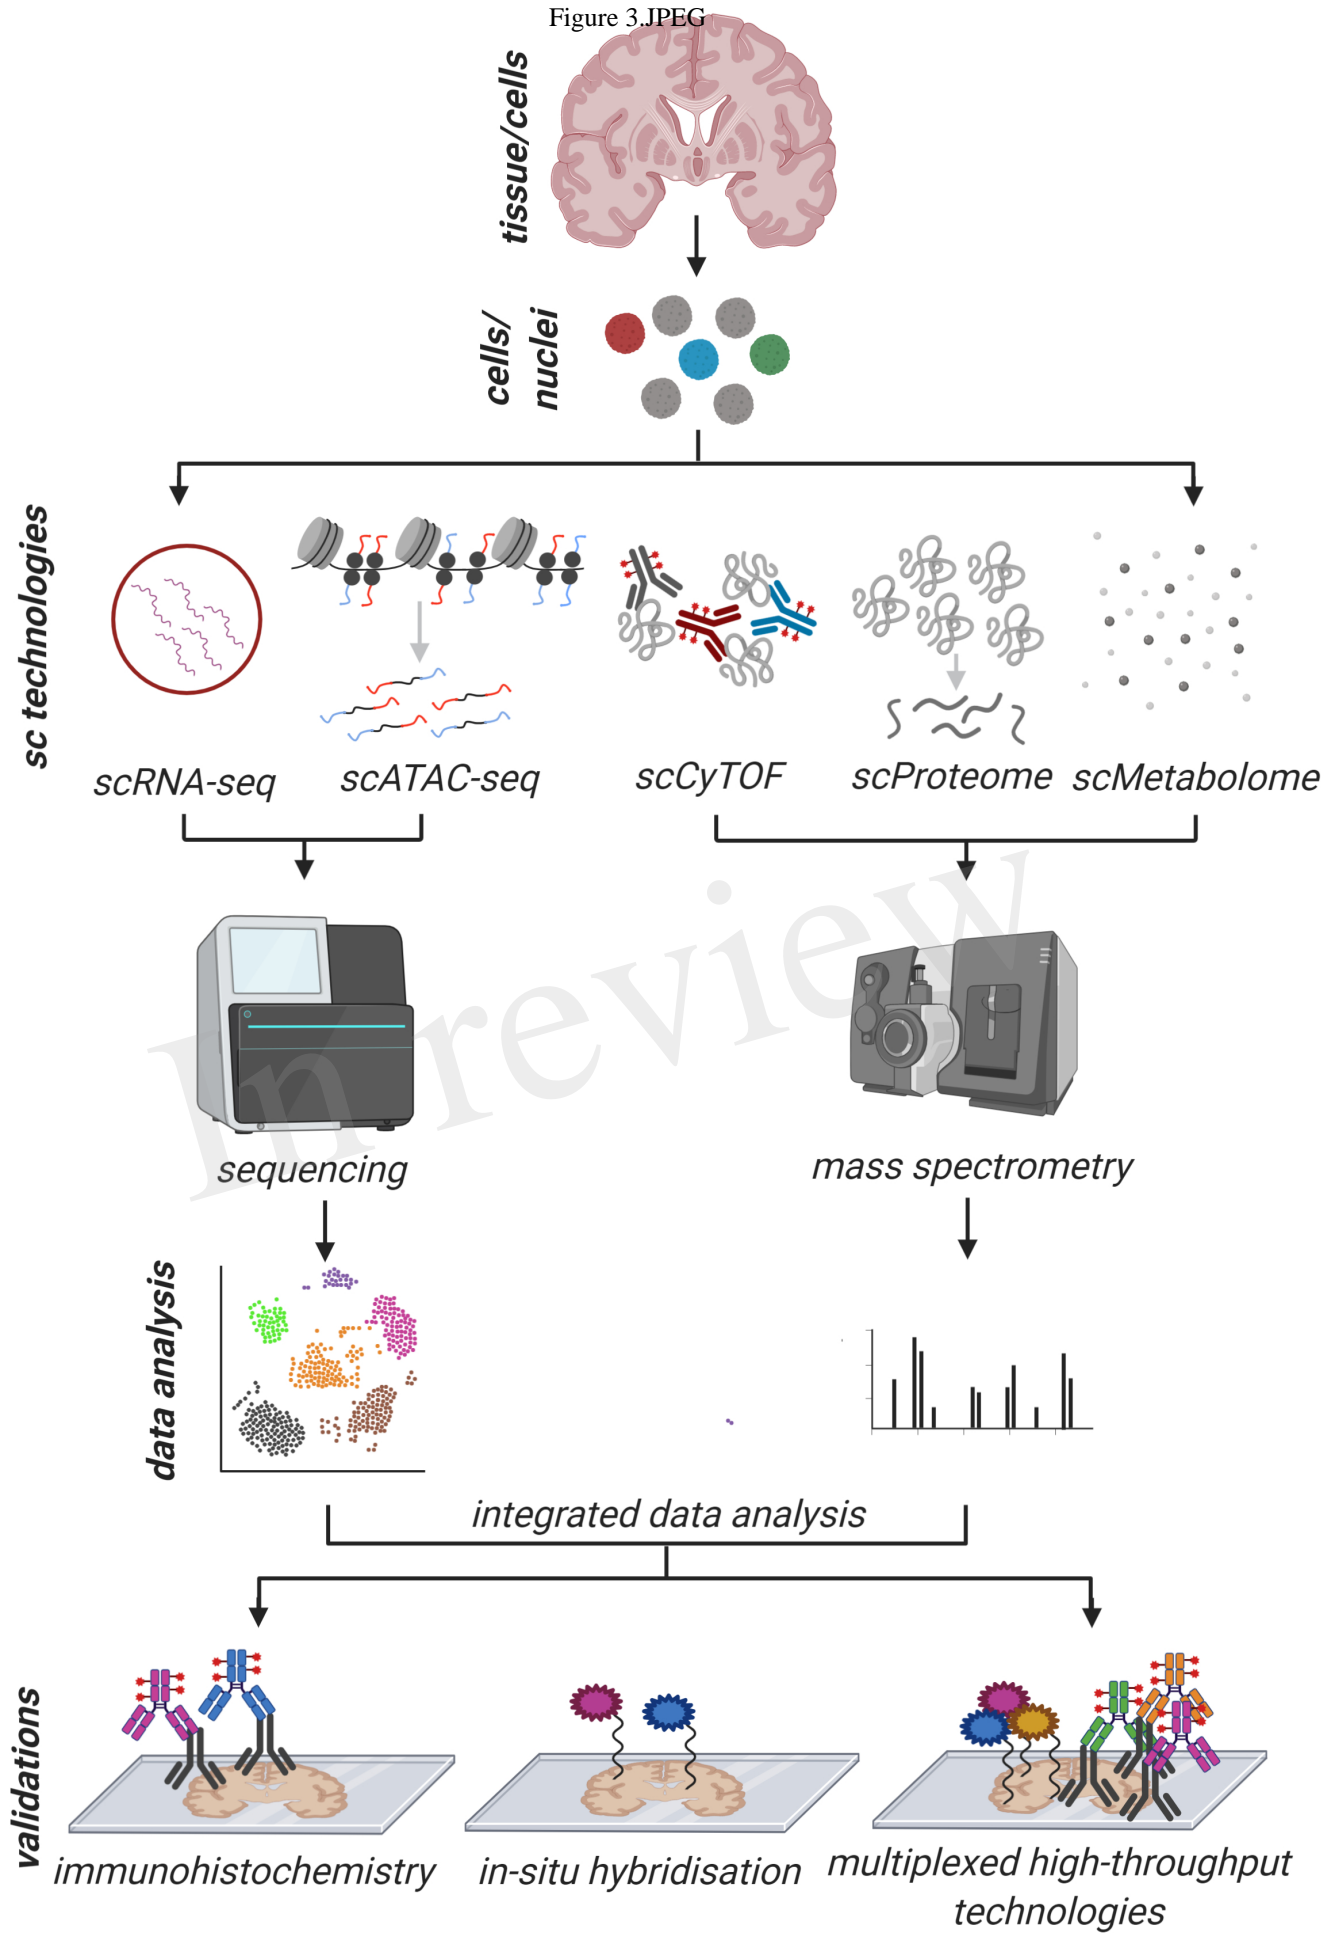 Figure 3.JPEG
tissue/cells
cells/
nuclei
sc technologies
scRNA-seq
scATAC-seq
scCyTOF
scProteome
scMetabolome
In review
sequencing
mass spectrometry
data analysis
integrated data analysis
validations
immunohistochemistry
in-situ hybridisation
multiplexed high-throughput
technologies